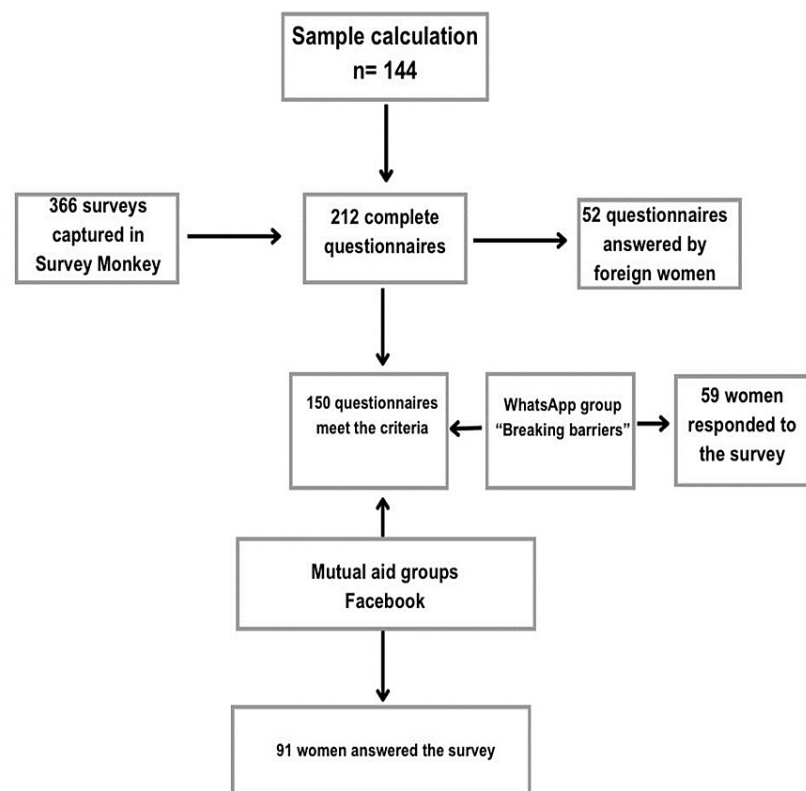 Sample calculation
n= 144
366 surveys
captured in
Survey Monkey
212 complete
questionnaires
52 questionnaires
answered by
foreign women
150 questionnaires
meet the criteria
WhatsApp group
“Breaking barriers”
59 women
responded to
the survey
Mutual aid groups
Facebook
91 women answered the survey